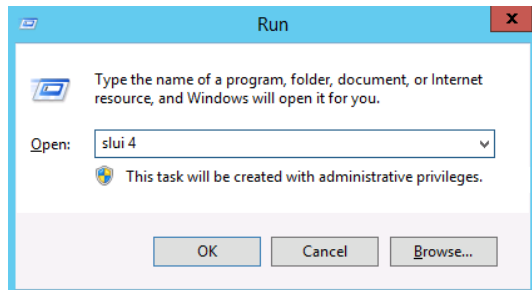 Run
Type the name of a program, folder, document, or Internet
resource, and Windows will open it for you.
Open: slui 4
This task will be created with administrative privileges.
OK Cancel Browse...